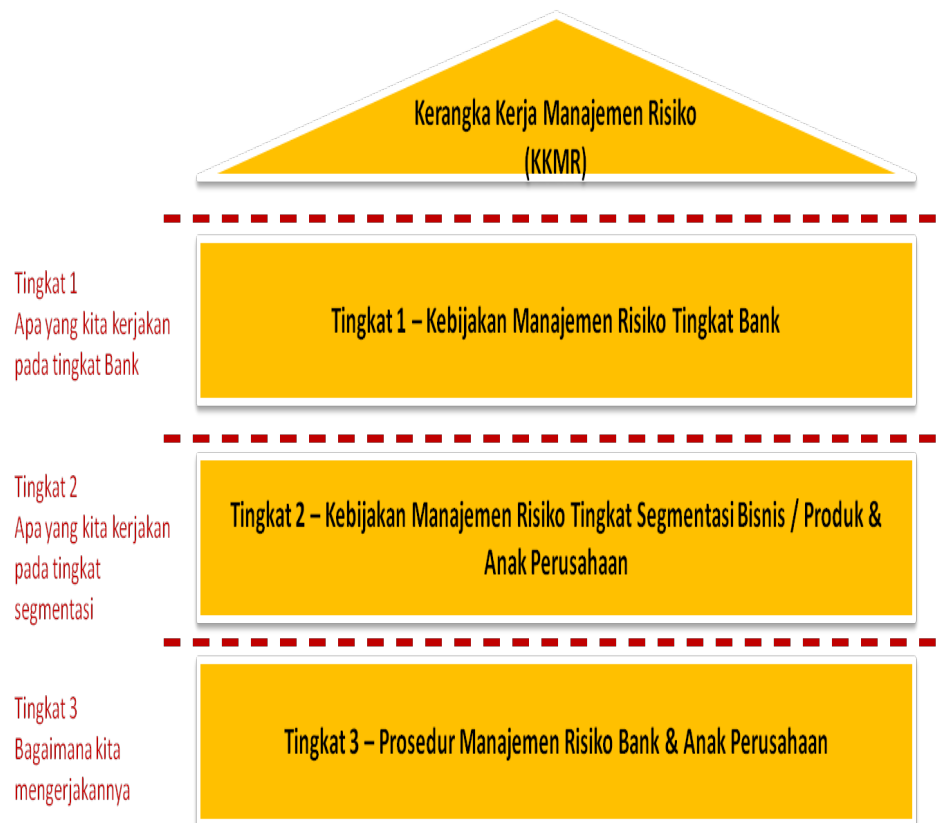 Kerangka Kerja Manajemen Risiko
(KKMR)
Tingkat 1
Apa yang kita kerjakan
pada tingkat Bank
Tingkat 1 – Kebijakan Manajemen Risiko Tingkat Bank
Tingkat 2
Apa yang kita kerjakan
pada tingkat
segmentasi
Tingkat 2 – Kebijakan Manajemen Risiko Tingkat Segmentasi Bisnis / Produk &
Anak Perusahaan
Tingkat 3
Bagaimana kita
mengerjakannya
Tingkat 3 – Prosedur Manajemen Risiko Bank & Anak Perusahaan